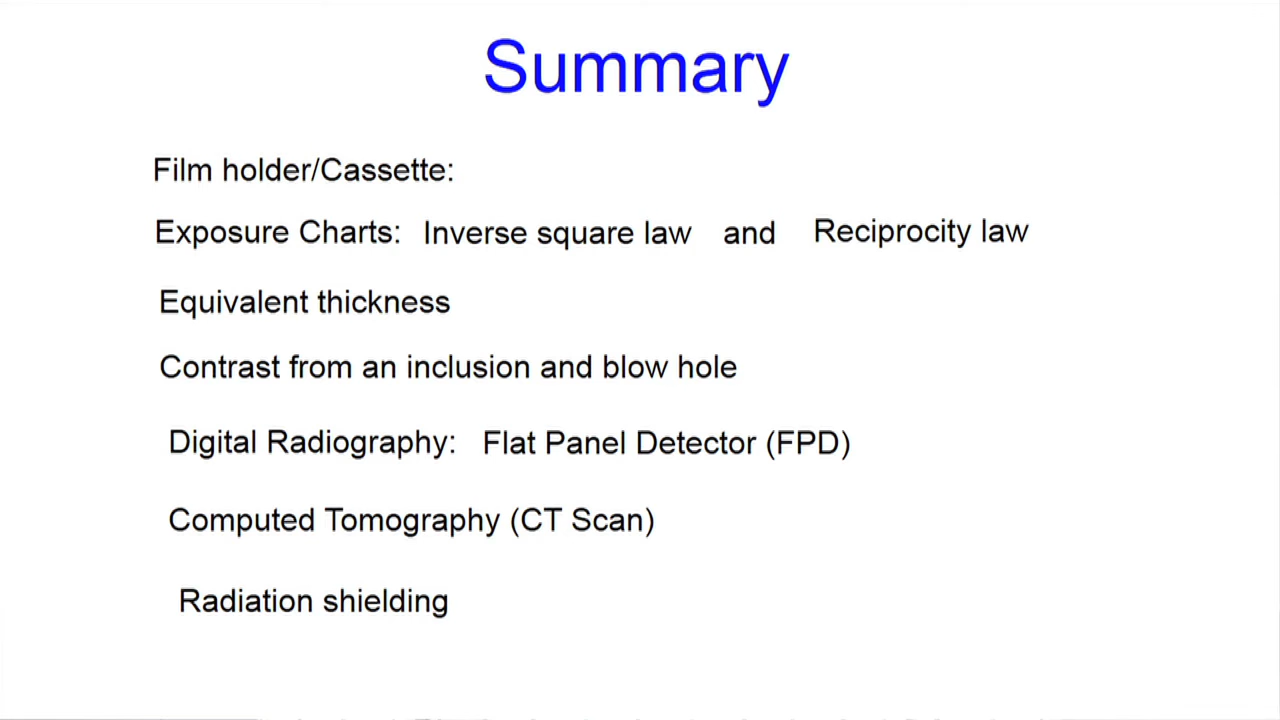 Summary
Film holder/Cassette:
Exposure Charts: Inverse square law and Reciprocity law
Equivalent thickness
Contrast from an inclusion and blow hole
Digital Radiography: Flat Panel Detector (FPD)
Computed Tomography (CT Scan)
Radiation shielding